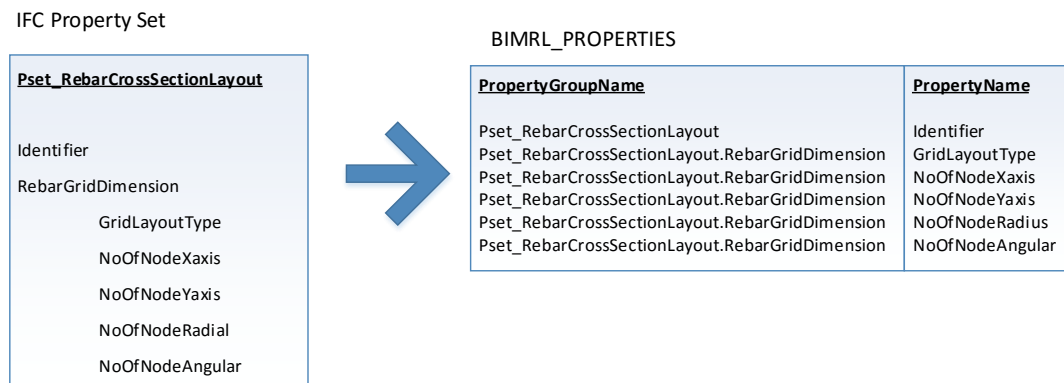 IFC Property Set
Pset_RebarCrossSectionLayout
Identifier
RebarGridDimension
GridLayoutType
NoOfNodeXaxis
NoOfNodeYaxis
NoOfNodeRadial
NoOfNodeAngular
BIMRL_PROPERTIES
PropertyGroupName PropertyName
Pset_RebarCrossSectionLayout Identifier
Pset_RebarCrossSectionLayout.RebarGridDimension GridLayoutType
Pset_RebarCrossSectionLayout.RebarGridDimension NoOfNodeXaxis
Pset_RebarCrossSectionLayout.RebarGridDimension NoOfNodeYaxis
Pset_RebarCrossSectionLayout.RebarGridDimension NoOfNodeRadius
Pset_RebarCrossSectionLayout.RebarGridDimension NoOfNodeAngular